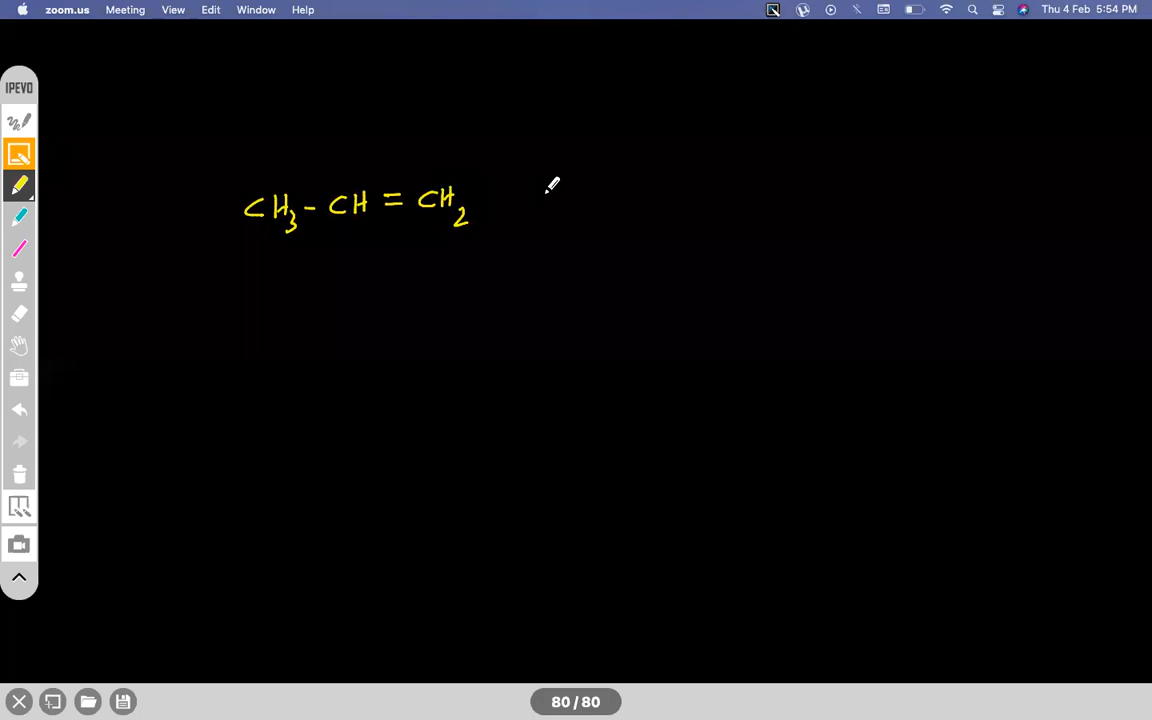 zoom.us Meeting View Edit Window Help Thu 4 Feb 5:54 PM
IPEVO
CH₃ - CH = CH₂
80 / 80